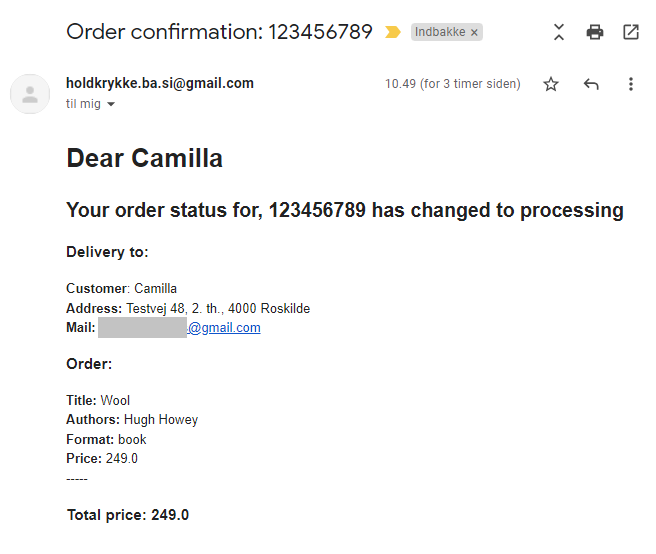 Order confirmation: 123456789 Indbakke ×
holdkrykke.ba.si@gmail.com 10.49 (for 3 timer siden)
til mig
Dear Camilla
Your order status for, 123456789 has changed to processing
Delivery to:
Customer: Camilla
Address: Testvej 48, 2. th., 4000 Roskilde
Mail: @gmail.com
Order:
Title: Wool
Authors: Hugh Howey
Format: book
Price: 249.0
-----
Total price: 249.0